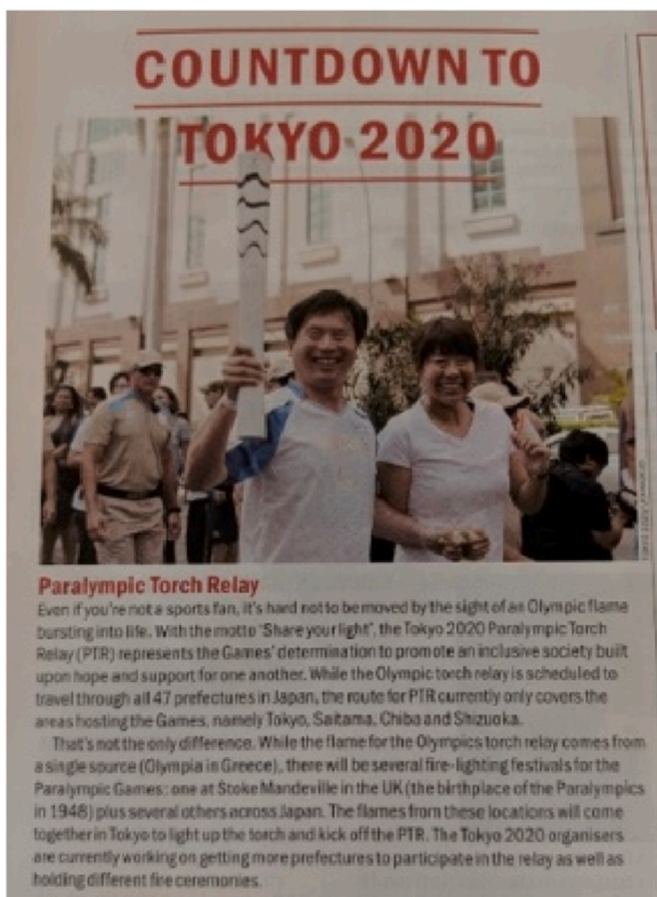 COUNTDOWN TO
TOKYO 2020
Paralympic Torch Relay
Even if you're not a sports fan, it's hard not to be moved by the sight of an Olympic flame
bursting into life. With the motto "Share your light", the Tokyo 2020 Paralympic Torch
Relay (PTR) represents the Games' determination to promote an inclusive society built
upon hope and support for one another. While the Olympic torch relay is scheduled to
travel through all 47 prefectures in Japan, the route for PTR currently only covers the
areas hosting the Games, namely Tokyo, Saitama, Chiba and Shizuoka.
That's not the only difference. While the flame for the Olympics torch relay comes from
a single source (Olympia in Greece), there will be several fire-lighting festivals for the
Paralympic Games: one at Stoke Mandeville in the UK (the birthplace of the Paralympics
in 1948) plus several others across Japan. The flames from these locations will come
together in Tokyo to light up the torch and kick off the PTR. The Tokyo 2020 organisers
are currently working on getting more prefectures to participate in the relay as well as
holding different fire ceremonies.